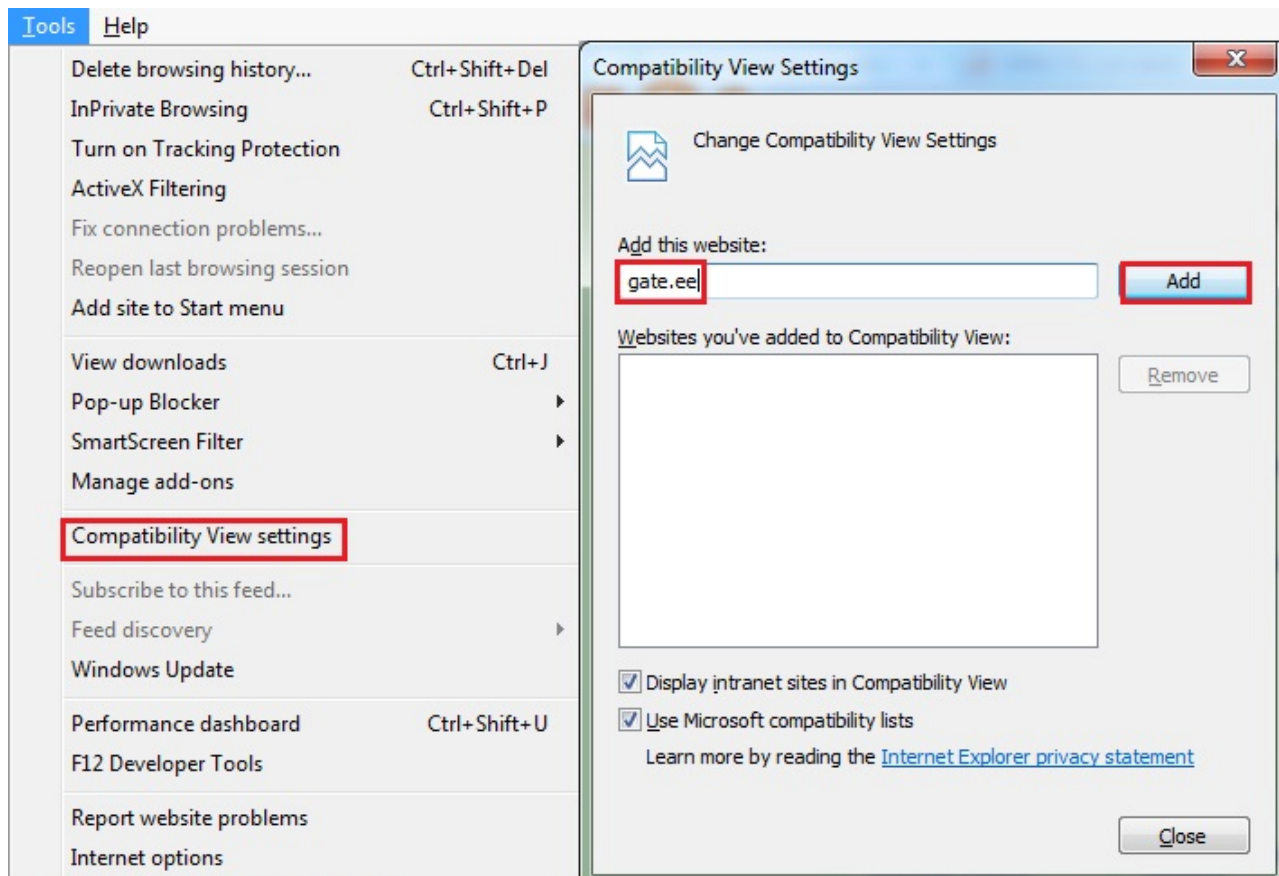 Tools Help
Delete browsing history... Ctrl+Shift+Del
InPrivate Browsing Ctrl+Shift+P
Turn on Tracking Protection
ActiveX Filtering
Fix connection problems...
Reopen last browsing session
Add site to Start menu
View downloads Ctrl+J
Pop-up Blocker
SmartScreen Filter
Manage add-ons
Compatibility View settings
Subscribe to this feed...
Feed discovery
Windows Update
Performance dashboard Ctrl+Shift+U
F12 Developer Tools
Report website problems
Internet options
Compatibility View Settings
Change Compatibility View Settings
Add this website:
gate.ee Add
Websites you've added to Compatibility View:
Remove
Display intranet sites in Compatibility View
Use Microsoft compatibility lists
Learn more by reading the Internet Explorer privacy statement
Close